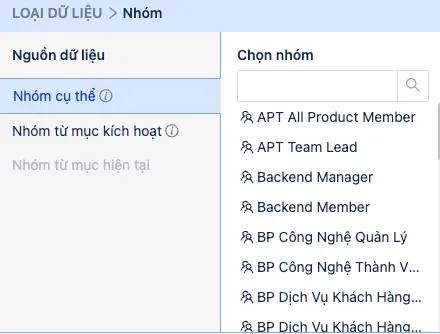 LOẠI DỮ LIỆU > Nhóm
Nguồn dữ liệu
Nhóm cụ thể
Nhóm từ mục kích hoạt
Nhóm từ mục hiện tại
Chọn nhóm
APT All Product Member
APT Team Lead
Backend Manager
Backend Member
BP Công Nghệ Quản Lý
BP Công Nghệ Thành V...
BP Dịch Vụ Khách Hàng...
BP Dịch Vụ Khách Hàng...